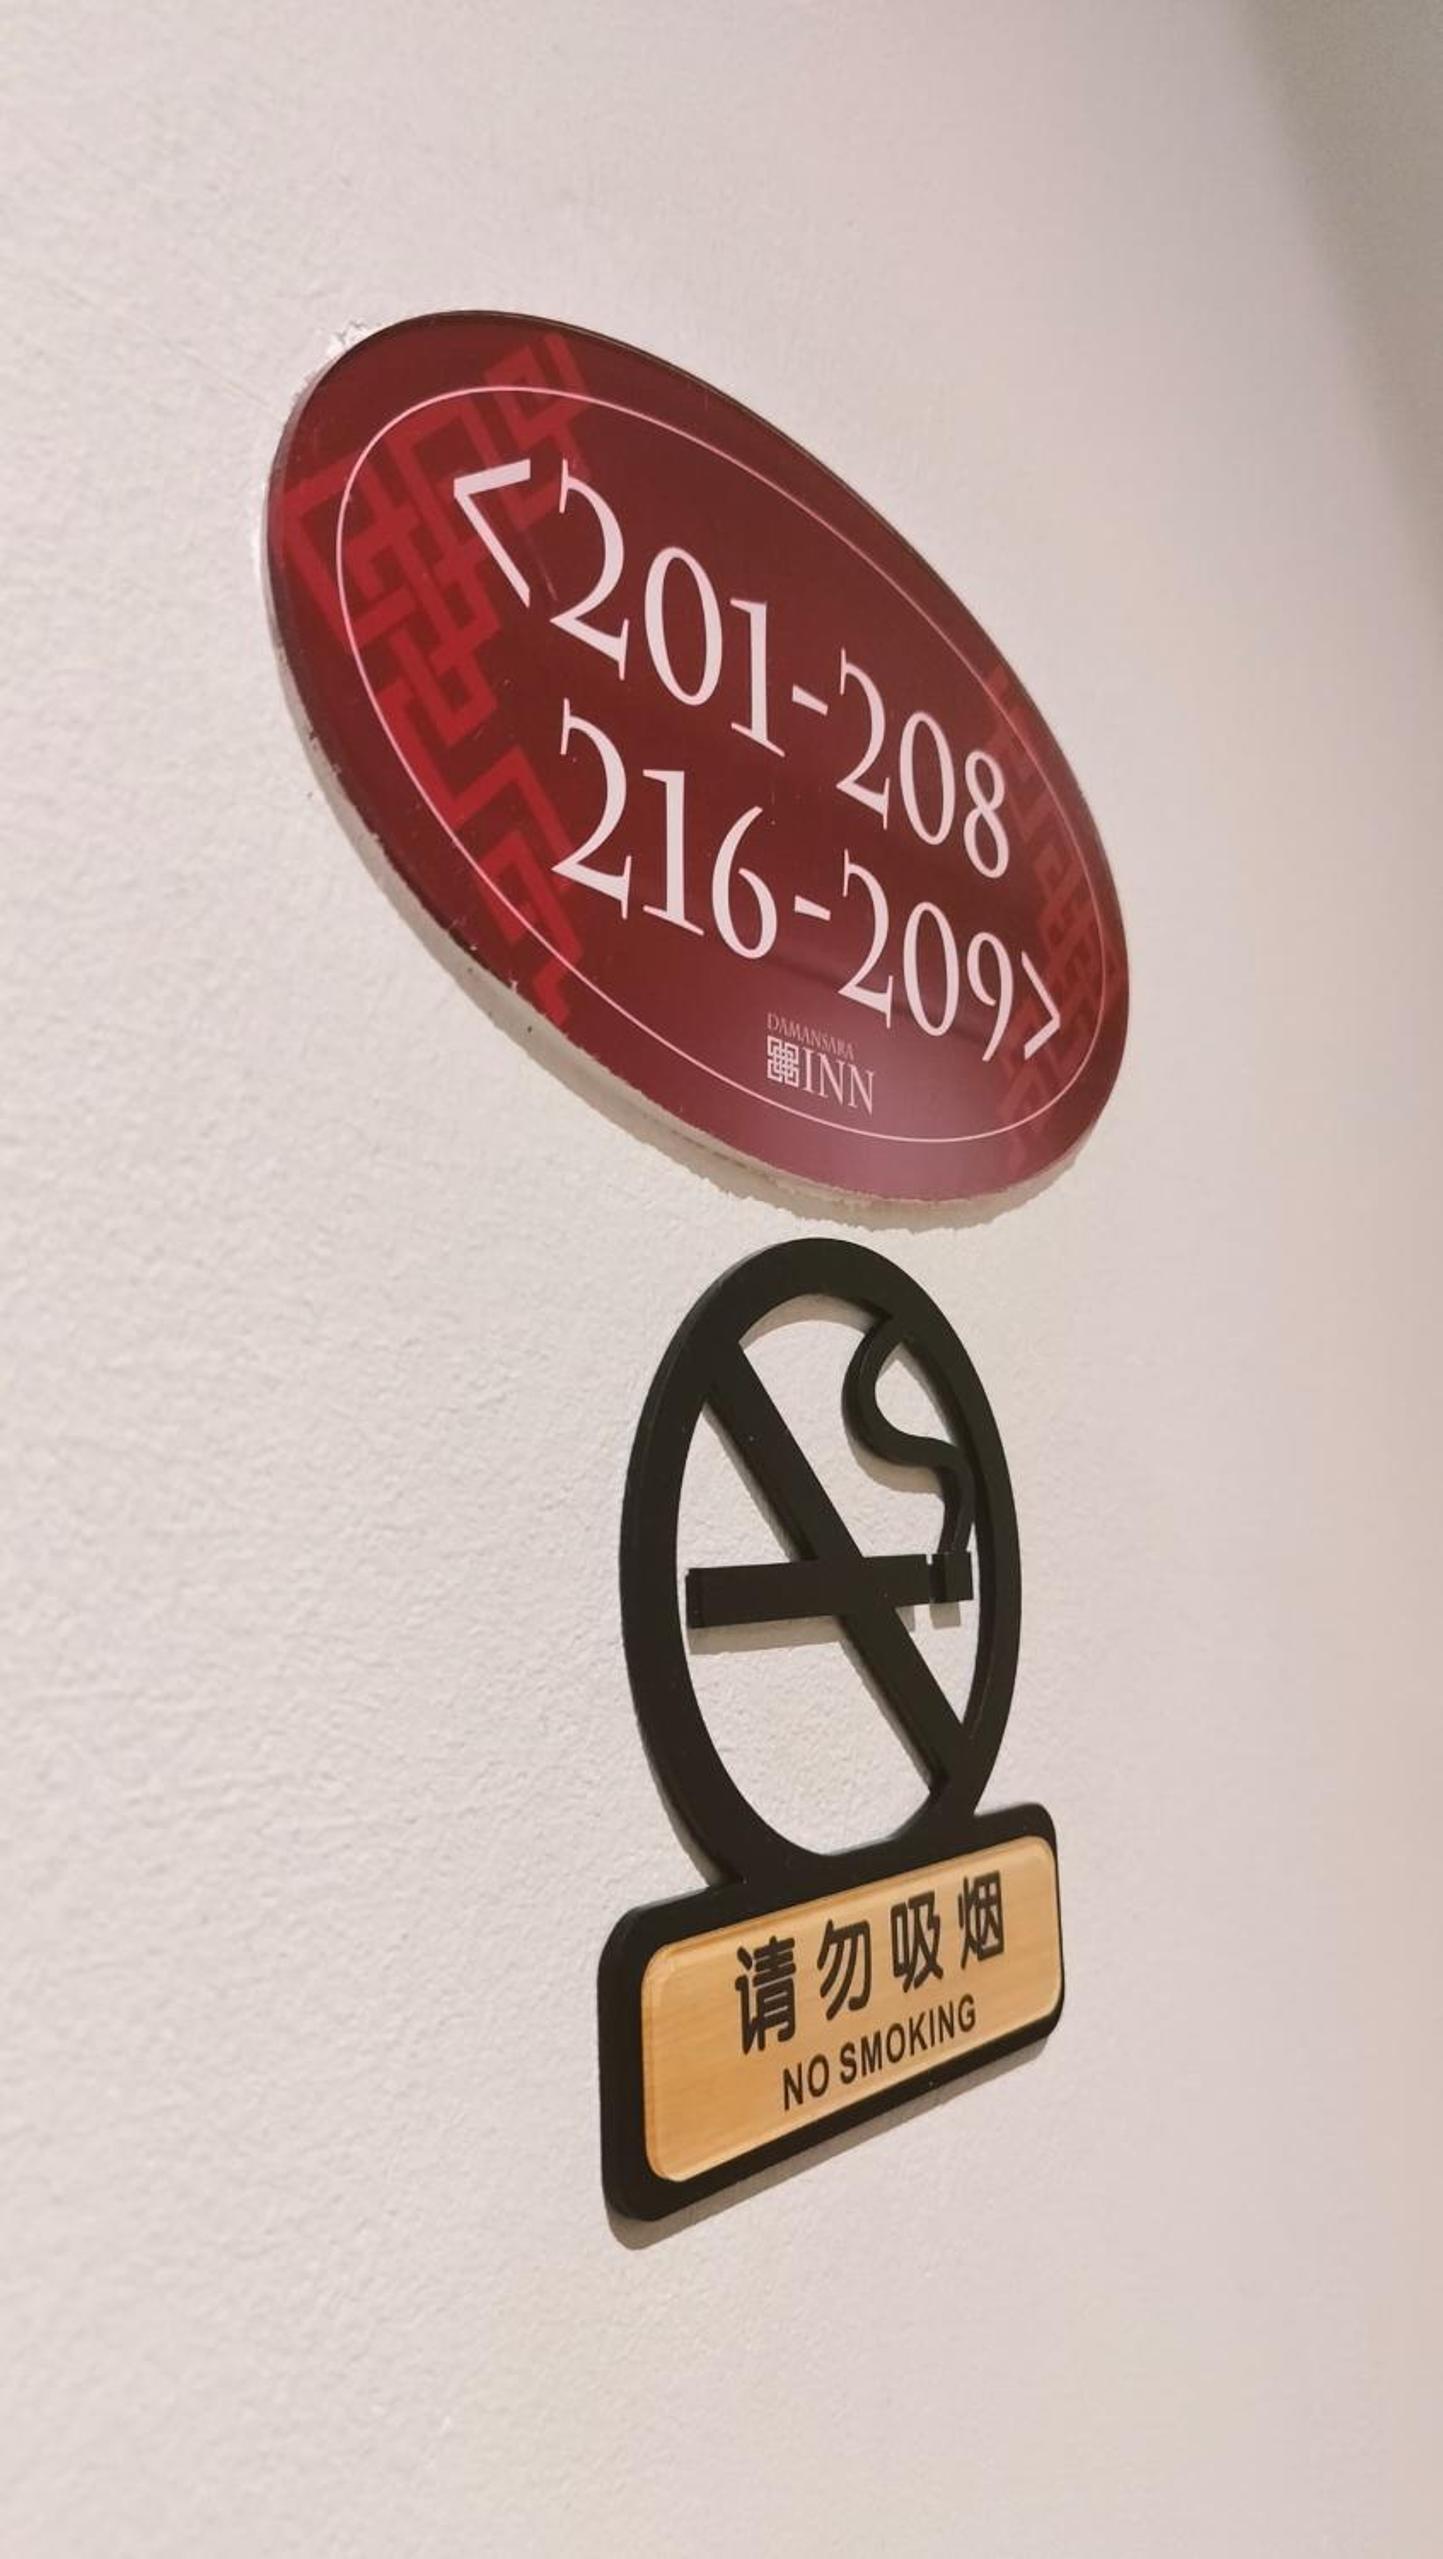 <201-208
216-209>
DAMANSARA
INN
请勿吸烟
NO SMOKING